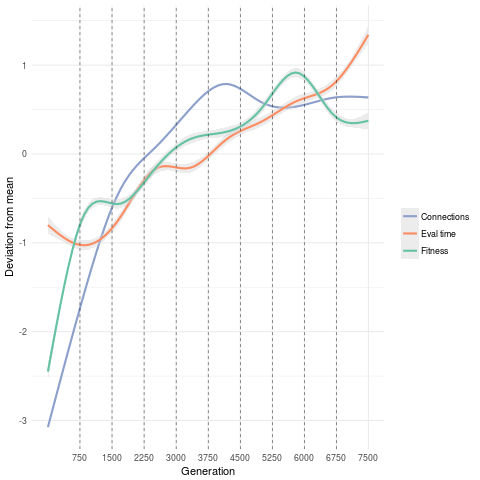 1
0
-1
-2
-3
Deviation from mean
750 1500 2250 3000 3750 4500 5250 6000 6750 7500
Generation
Connections
Eval time
Fitness